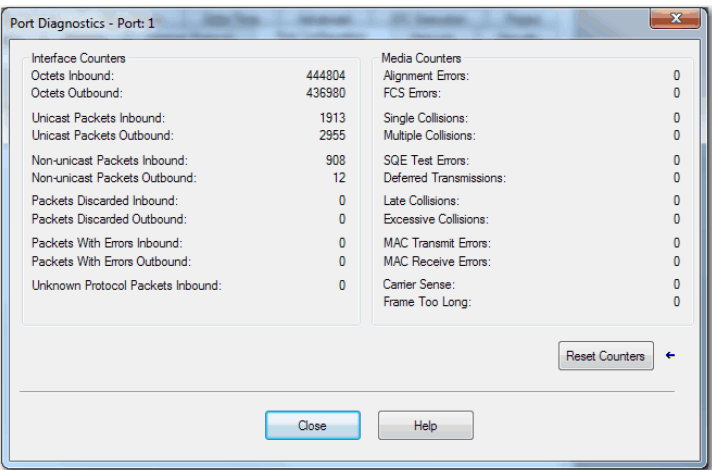 Port Diagnostics - Port: 1
Interface Counters
Octets Inbound: 444804
Octets Outbound: 436980
Unicast Packets Inbound: 1913
Unicast Packets Outbound: 2955
Non-unicast Packets Inbound: 908
Non-unicast Packets Outbound: 12
Packets Discarded Inbound: 0
Packets Discarded Outbound: 0
Packets With Errors Inbound: 0
Packets With Errors Outbound: 0
Unknown Protocol Packets Inbound: 0
Media Counters
Alignment Errors: 0
FCS Errors: 0
Single Collisions: 0
Multiple Collisions: 0
SQE Test Errors: 0
Deferred Transmissions: 0
Late Collisions: 0
Excessive Collisions: 0
MAC Transmit Errors: 0
MAC Receive Errors: 0
Carrier Sense: 0
Frame Too Long: 0
Reset Counters
Close
Help